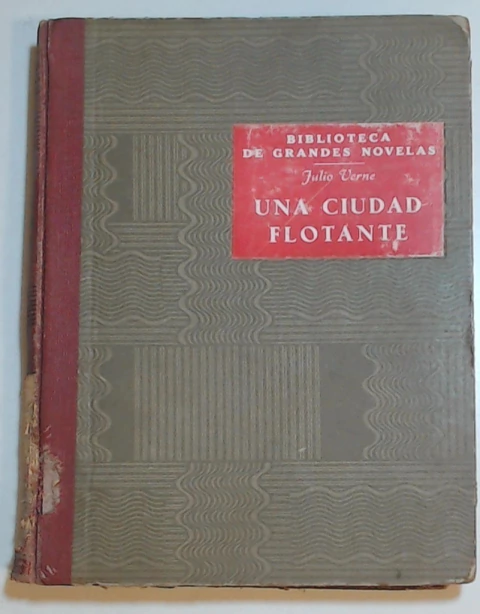 BIBLIOTECA
DE GRANDES NOVELAS
Julio Verne
UNA CIUDAD
FLOTANTE